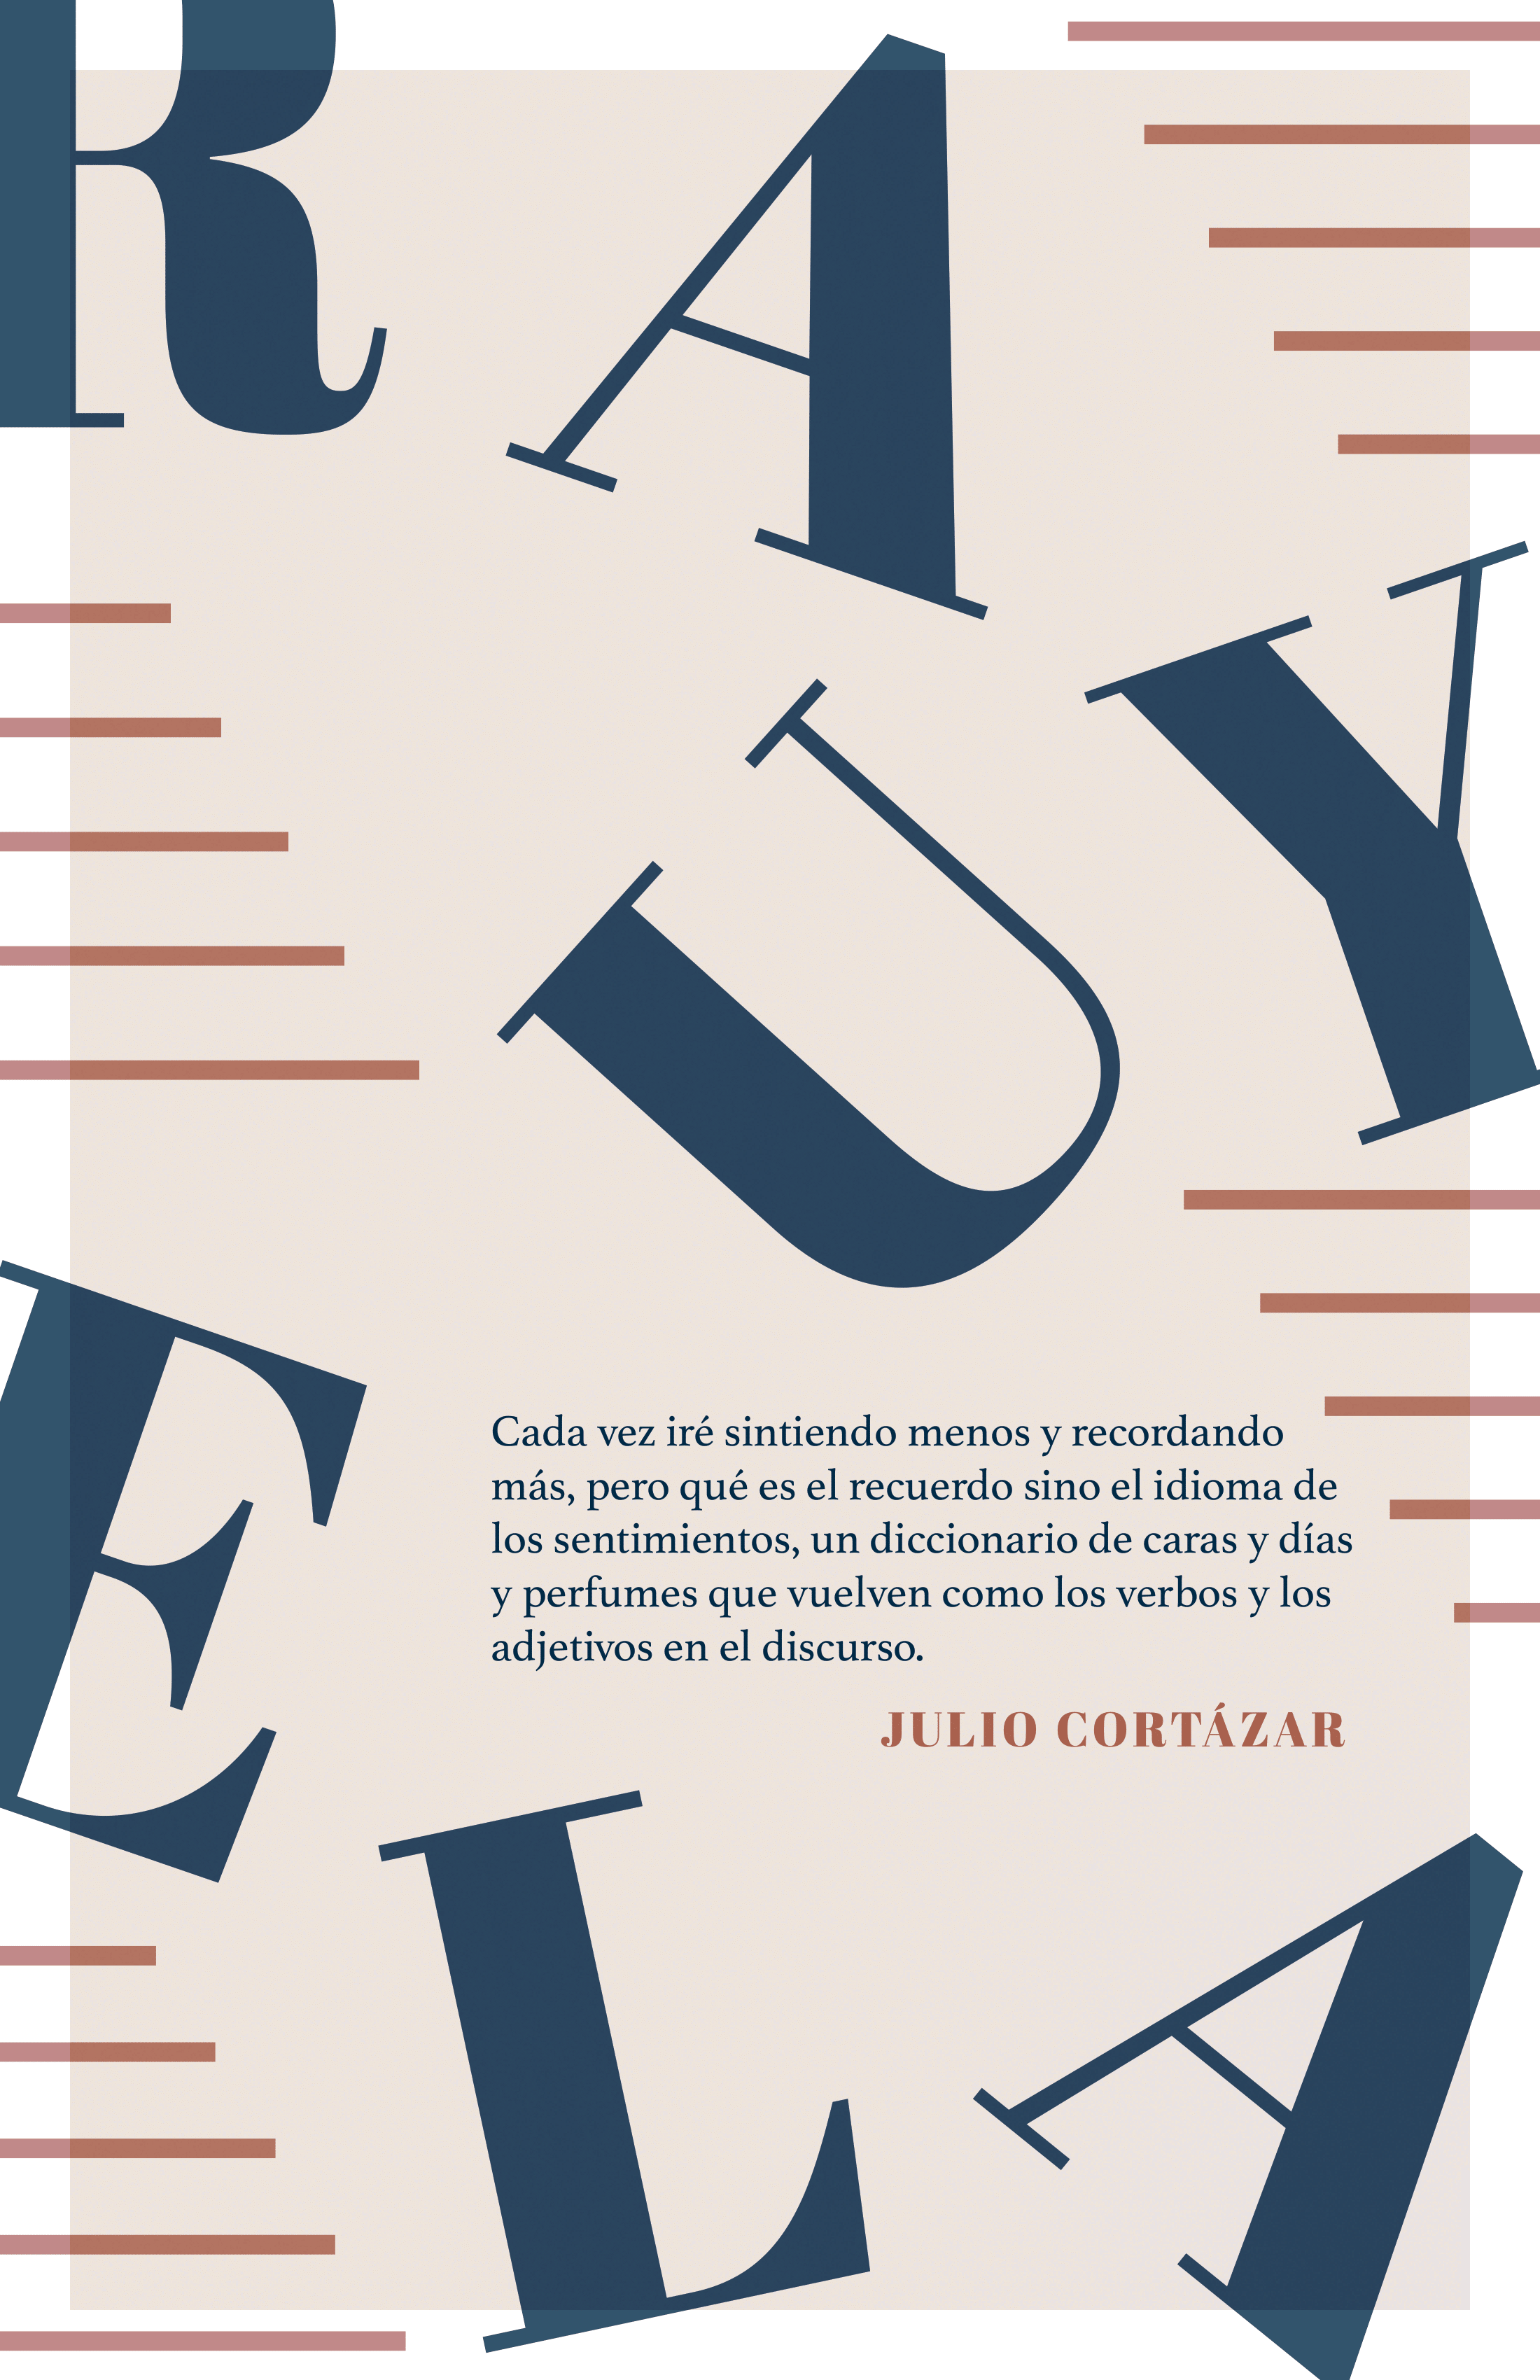 R A
U Y
E
Cada vez iré sintiendo menos y recordando
más, pero qué es el recuerdo sino el idioma de
los sentimientos, un diccionario de caras y días
y perfumes que vuelven como los verbos y los
adjetivos en el discurso.
JULIO CORTÁZAR
L A